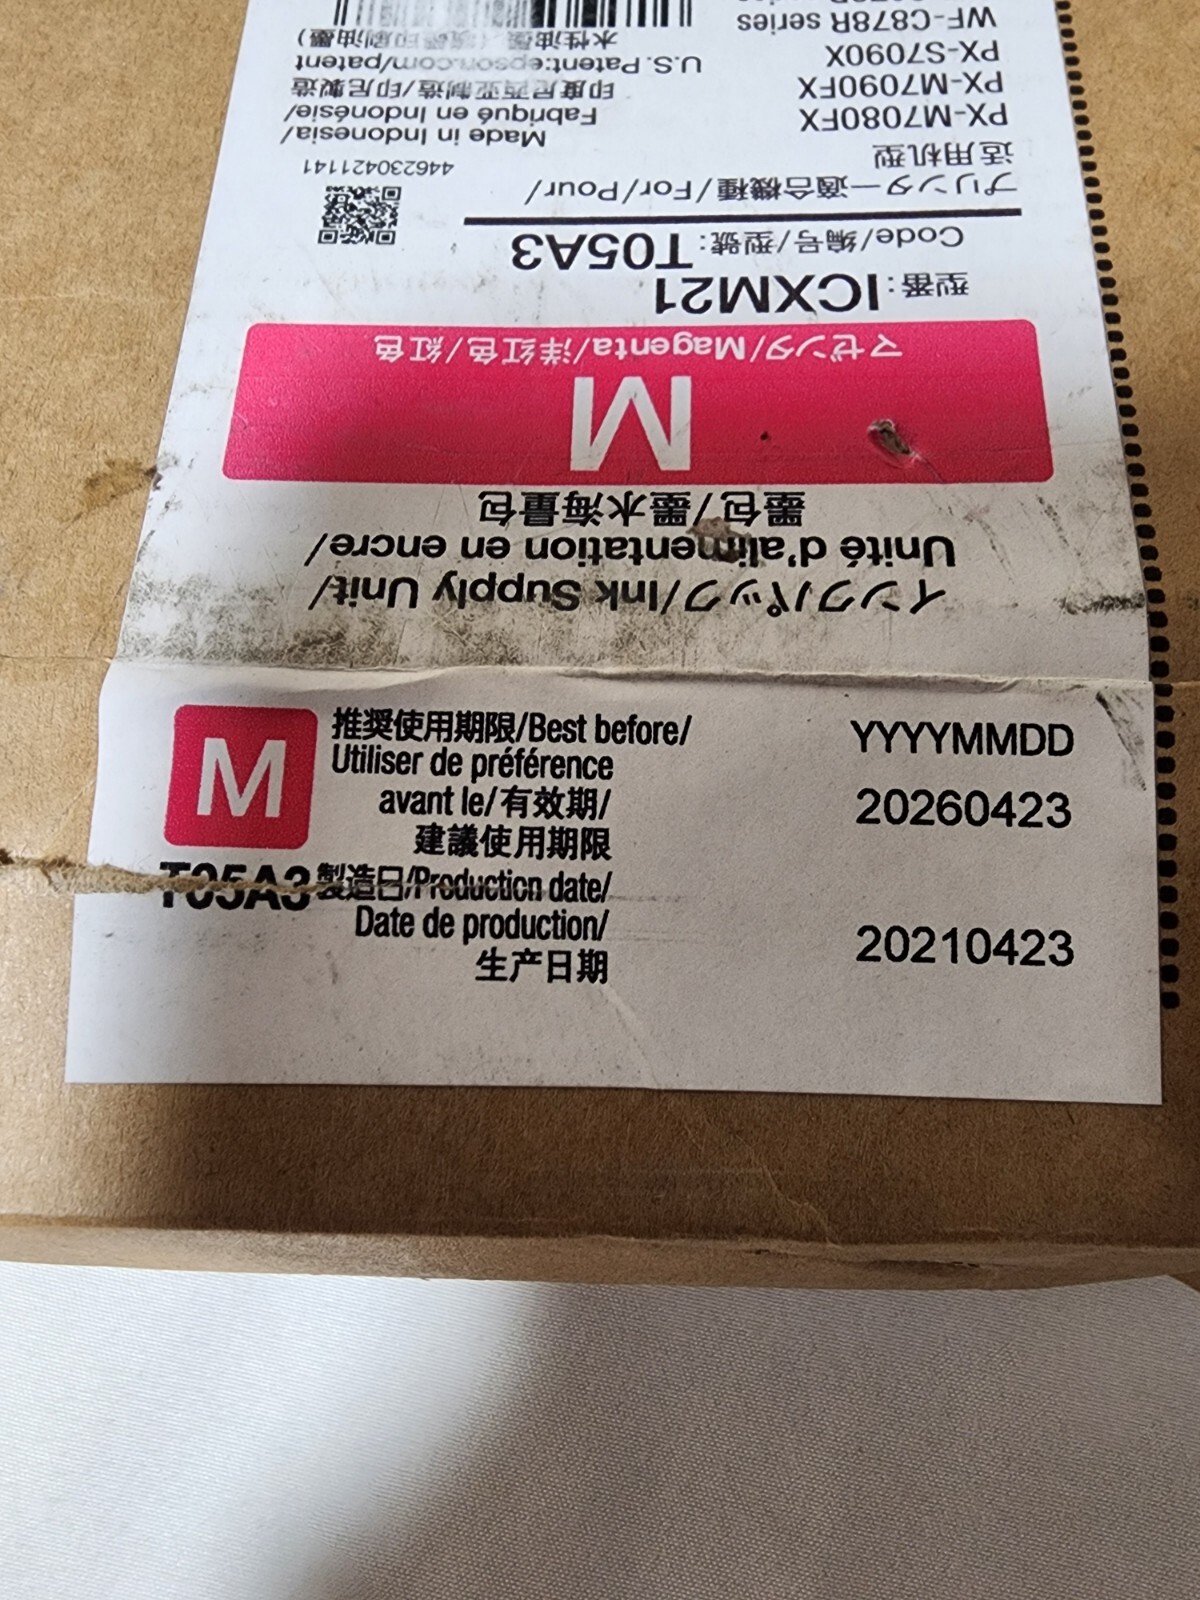 M
推奨使用期限/Best before/
Utiliser de préférence
avant le/有效期/
建議使用期限
YYYYMMDD
20260423
T05A3
製造日/Production date/
Date de production/
生产日期
20210423
インクパック/Ink Supply Unit/
Unité d'alimentation en encre/
墨包/墨水海量包
M
マゼンタ/Magenta/洋红色/紅色
型番:ICXM21
Code/编号/型號:T05A3
プリンター適合機種/For/Pour/
适用机型
PX-M7080FX
PX-M7090FX
PX-S7090X
WF-C878R series
446230421141
Made in Indonesia/
Fabriqué en Indonésie/
印度尼西亚制造/印尼製造
U.S. Patent:epson.com/patent